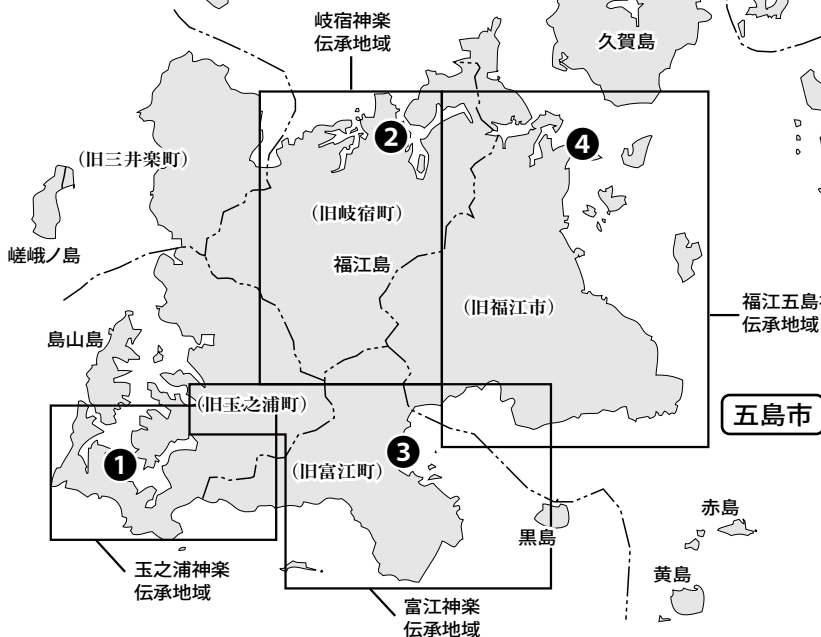 岐宿神楽
伝承地域
久賀島
❷
❹
(旧三井楽町)
(旧岐宿町)
嵯峨ノ島
福江島
福江五島
伝承地域
(旧福江市)
島山島
(旧玉之浦町)
五島市
❶
❸
(旧富江町)
赤島
黒島
玉之浦神楽
伝承地域
黄島
富江神楽
伝承地域